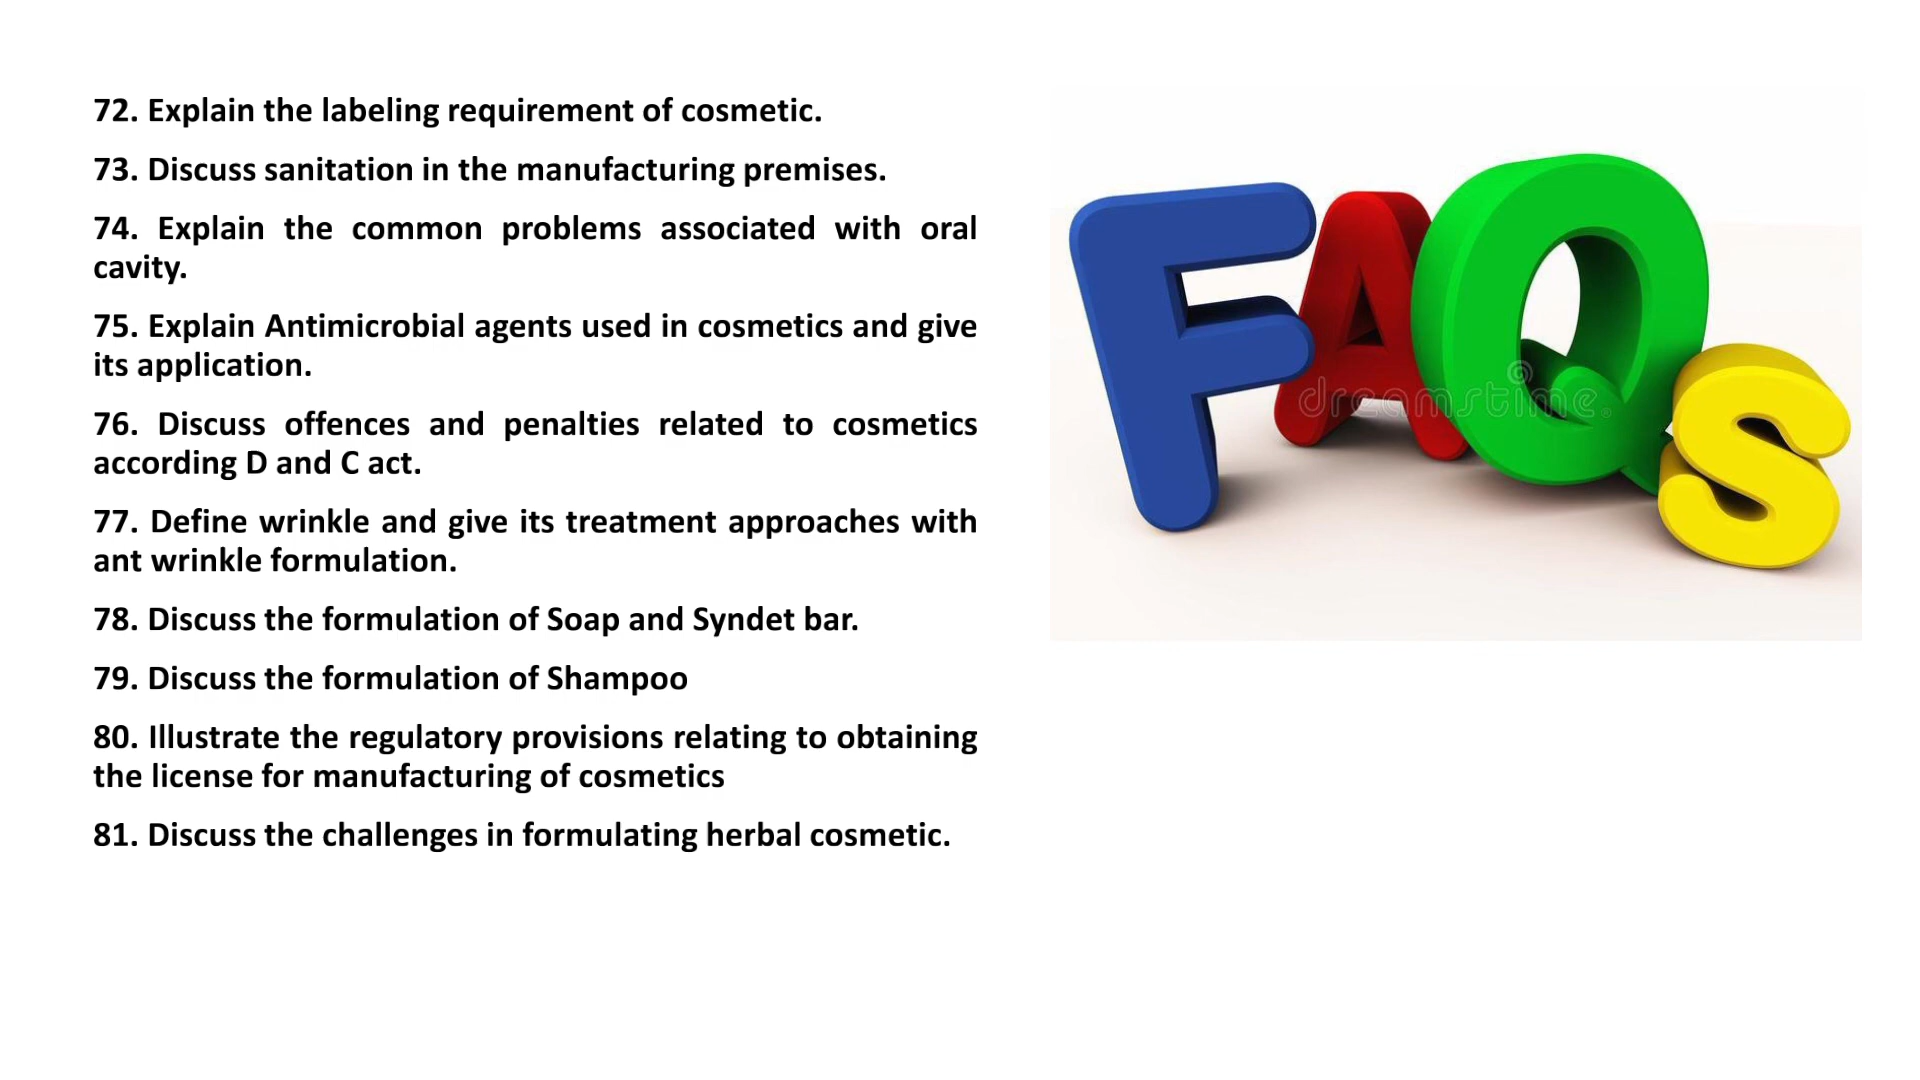 72. Explain the labeling requirement of cosmetic.
73. Discuss sanitation in the manufacturing premises.
74. Explain the common problems associated with oral
cavity.
75. Explain Antimicrobial agents used in cosmetics and give
its application.
76. Discuss offences and penalties related to cosmetics
according D and C act.
77. Define wrinkle and give its treatment approaches with
ant wrinkle formulation.
78. Discuss the formulation of Soap and Syndet bar.
79. Discuss the formulation of Shampoo
80. Illustrate the regulatory provisions relating to obtaining
the license for manufacturing of cosmetics
81. Discuss the challenges in formulating herbal cosmetic.
FAQs
dreamstime.